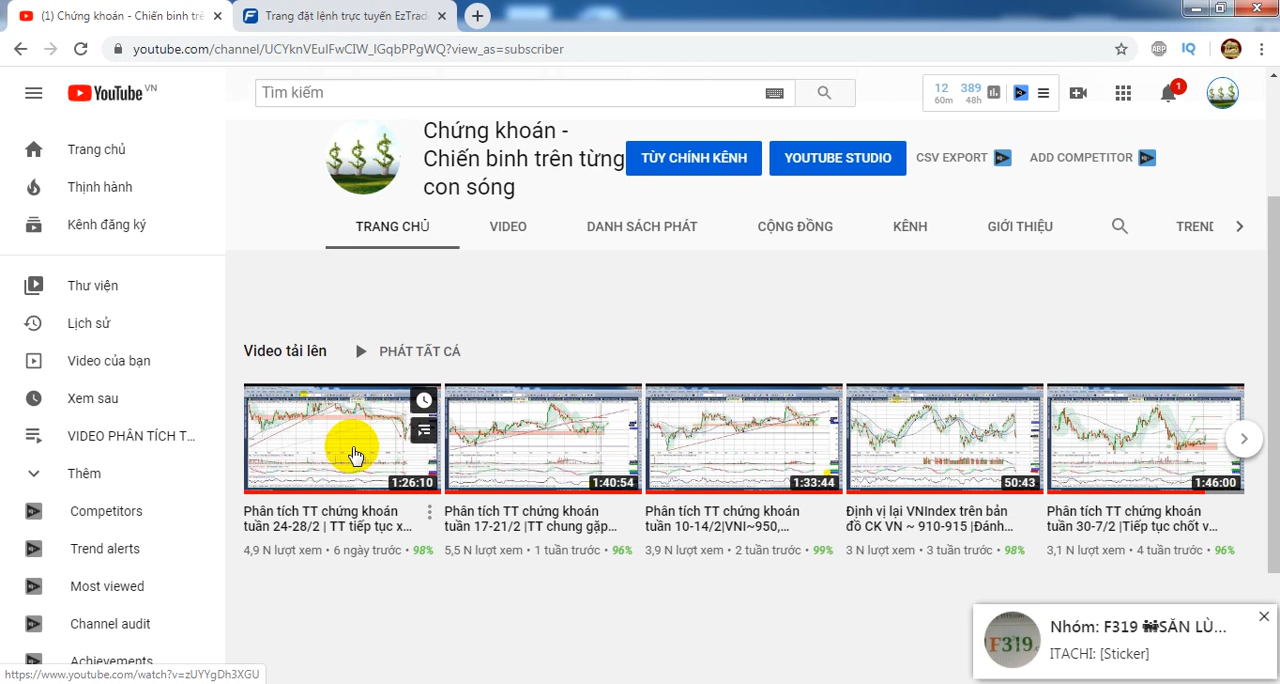 (1) Chứng khoán - Chiến binh trê
Trang đặt lệnh trực tuyến EzTrad
youtube.com/channel/UCYknVEuIFwCIW_IGqbPPgWQ?view_as=subscriber
ABP
IQ
YouTube VN
Tìm kiếm
12 389
60m 48h
1
Trang chủ
Thịnh hành
Kênh đăng ký
Thư viện
Lịch sử
Video của bạn
Xem sau
VIDEO PHÂN TÍCH T...
Thêm
Competitors
Trend alerts
Most viewed
Channel audit
Achievements
Chứng khoán -
Chiến binh trên từng
con sóng
TÙY CHỈNH KÊNH
YOUTUBE STUDIO
CSV EXPORT
ADD COMPETITOR
TRANG CHỦ
VIDEO
DANH SÁCH PHÁT
CỘNG ĐỒNG
KÊNH
GIỚI THIỆU
TREND
Video tải lên
PHÁT TẤT CẢ
1:26:10
Phân tích TT chứng khoán
tuần 24-28/2 | TT tiếp tục x...
4,9 N lượt xem • 6 ngày trước • 98%
1:40:54
Phân tích TT chứng khoán
tuần 17-21/2 |TT chung gặp...
5,5 N lượt xem • 1 tuần trước • 96%
1:33:44
Phân tích TT chứng khoán
tuần 10-14/2|VNI~950,...
3,9 N lượt xem • 2 tuần trước • 99%
50:43
Định vị lại VNIndex trên bản
đồ CK VN ~ 910-915 |Đánh...
3 N lượt xem • 3 tuần trước • 98%
1:46:00
Phân tích TT chứng khoán
tuần 30-7/2 |Tiếp tục chốt v...
3,1 N lượt xem • 4 tuần trước • 96%
F319
Nhóm: F319 SĂN LÙ...
ITACHI: [Sticker]
https://www.youtube.com/watch?v=zUYYgDh3XGU